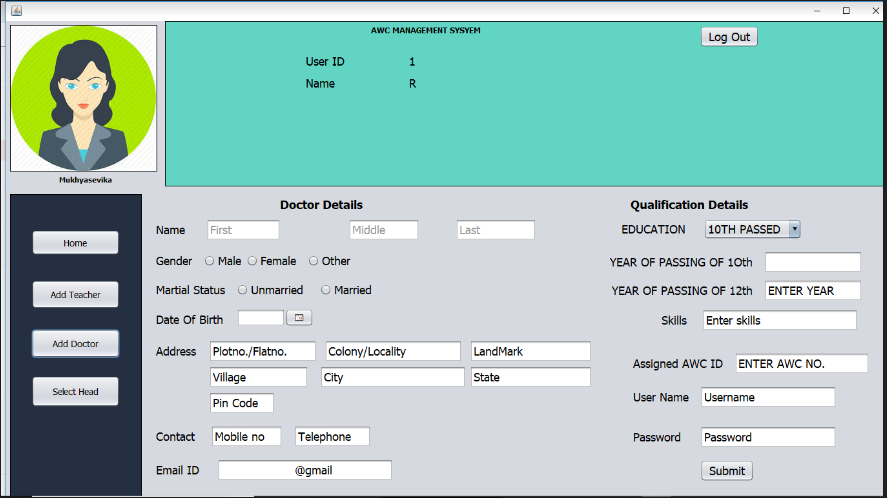 AWC MANAGEMENT SYSYEM
Log Out
User ID 1
Name R
Mukhyasevika
Home
Add Teacher
Add Doctor
Select Head
Doctor Details
Name First Middle Last
Gender Male Female Other
Martial Status Unmarried Married
Date Of Birth
Address Plotno./Flatno. Colony/Locality LandMark
Village City State
Pin Code
Contact Mobile no Telephone
Email ID @gmail
Qualification Details
EDUCATION 10TH PASSED
YEAR OF PASSING OF 1Oth
YEAR OF PASSING OF 12th ENTER YEAR
Skills Enter skills
Assigned AWC ID ENTER AWC NO.
User Name Username
Password Password
Submit